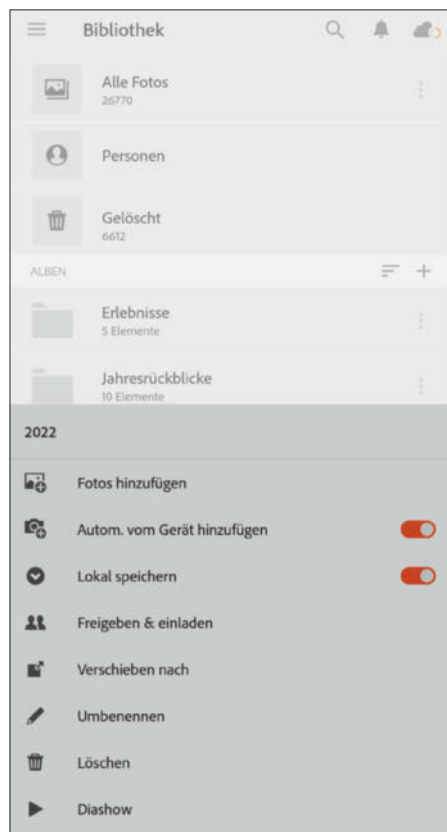 Bibliothek
Alle Fotos
26770
Personen
Gelöscht
6612
ALBEN
Erlebnisse
5 Elemente
Jahresrückblicke
10 Elemente
2022
Fotos hinzufügen
Autom. vom Gerät hinzufügen
Lokal speichern
Freigeben & einladen
Verschieben nach
Umbenennen
Löschen
Diashow